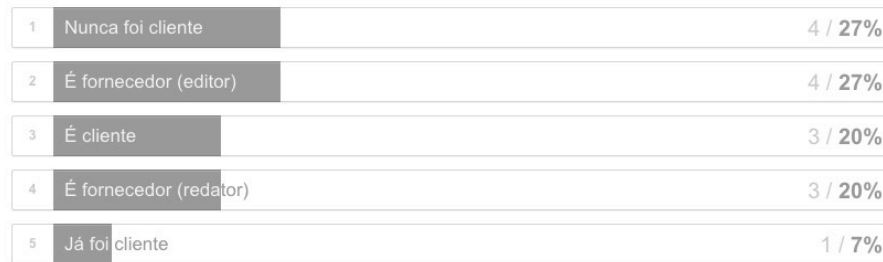 1 Nunca foi cliente 4 / 27%
2 É fornecedor (editor) 4 / 27%
3 É cliente 3 / 20%
4 É fornecedor (redator) 3 / 20%
5 Já foi cliente 1 / 7%